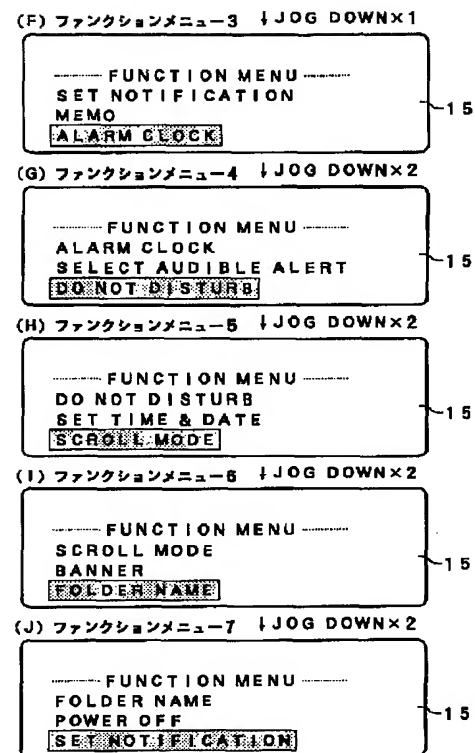 (F) ファンクションメニュー3 ↓JOG DOWN×1
┈┈ FUNCTION MENU ┈┈
SET NOTIFICATION
MEMO
ALARM CLOCK
15
(G) ファンクションメニュー4 ↓JOG DOWN×2
┈┈ FUNCTION MENU ┈┈
ALARM CLOCK
SELECT AUDIBLE ALERT
DO NOT DISTURB
15
(H) ファンクションメニュー5 ↓JOG DOWN×2
┈┈ FUNCTION MENU ┈┈
DO NOT DISTURB
SET TIME & DATE
SCROLL MODE
15
(I) ファンクションメニュー6 ↓JOG DOWN×2
┈┈ FUNCTION MENU ┈┈
SCROLL MODE
BANNER
FOLDER NAME
15
(J) ファンクションメニュー7 ↓JOG DOWN×2
┈┈ FUNCTION MENU ┈┈
FOLDER NAME
POWER OFF
SET NOTIFICATION
15